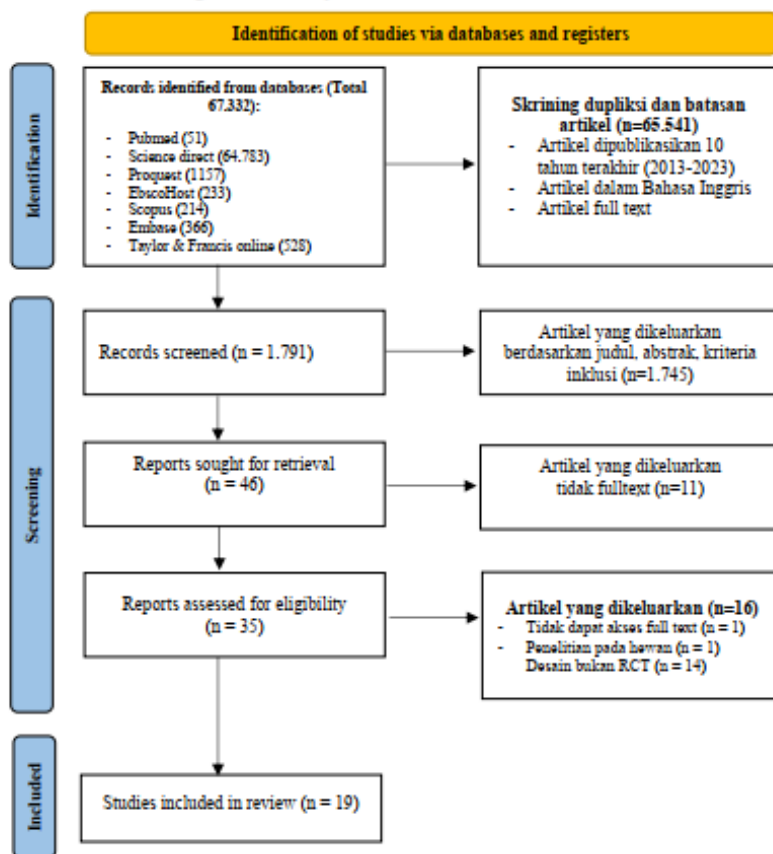 Identification of studies via databases and registers
Identification
Records identified from databases (Total
67.332):
- Pubmed (51)
- Science direct (64.783)
- Proquest (1157)
- EbscoHost (233)
- Scopus (214)
- Embase (366)
- Taylor & Francis online (528)
Skrining dupliksi dan batasan
artikel (n=65.541)
- Artikel dipublikasikan 10
tahun terakhir (2013-2023)
- Artikel dalam Bahasa Inggris
- Artikel full text
Screening
Records screened (n = 1.791)
Artikel yang dikeluarkan
berdasarkan judul, abstrak, kriteria
inklusi (n=1.745)
Reports sought for retrieval
(n = 46)
Artikel yang dikeluarkan
tidak fulltext (n=11)
Reports assessed for eligibility
(n = 35)
Artikel yang dikeluarkan (n=16)
- Tidak dapat akses full text (n = 1)
- Penelitian pada hewan (n = 1)
Desain bukan RCT (n = 14)
Included
Studies included in review (n = 19)